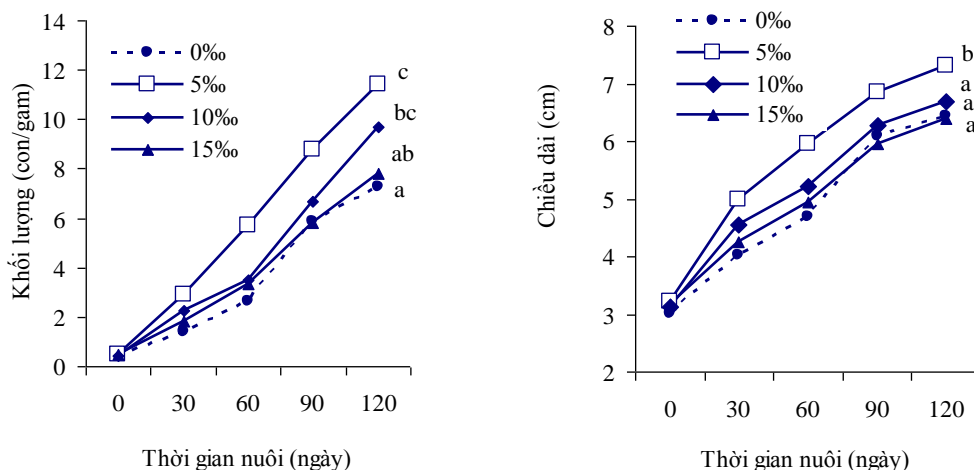 14
12
10
8
6
4
2
0
Khối lượng (con/gam)
0‰
5‰
10‰
15‰
c
bc
ab
a
0 30 60 90 120
Thời gian nuôi (ngày)
8
7
6
5
4
3
2
Chiều dài (cm)
0‰
5‰
10‰
15‰
b
a
a
a
0 30 60 90 120
Thời gian nuôi (ngày)